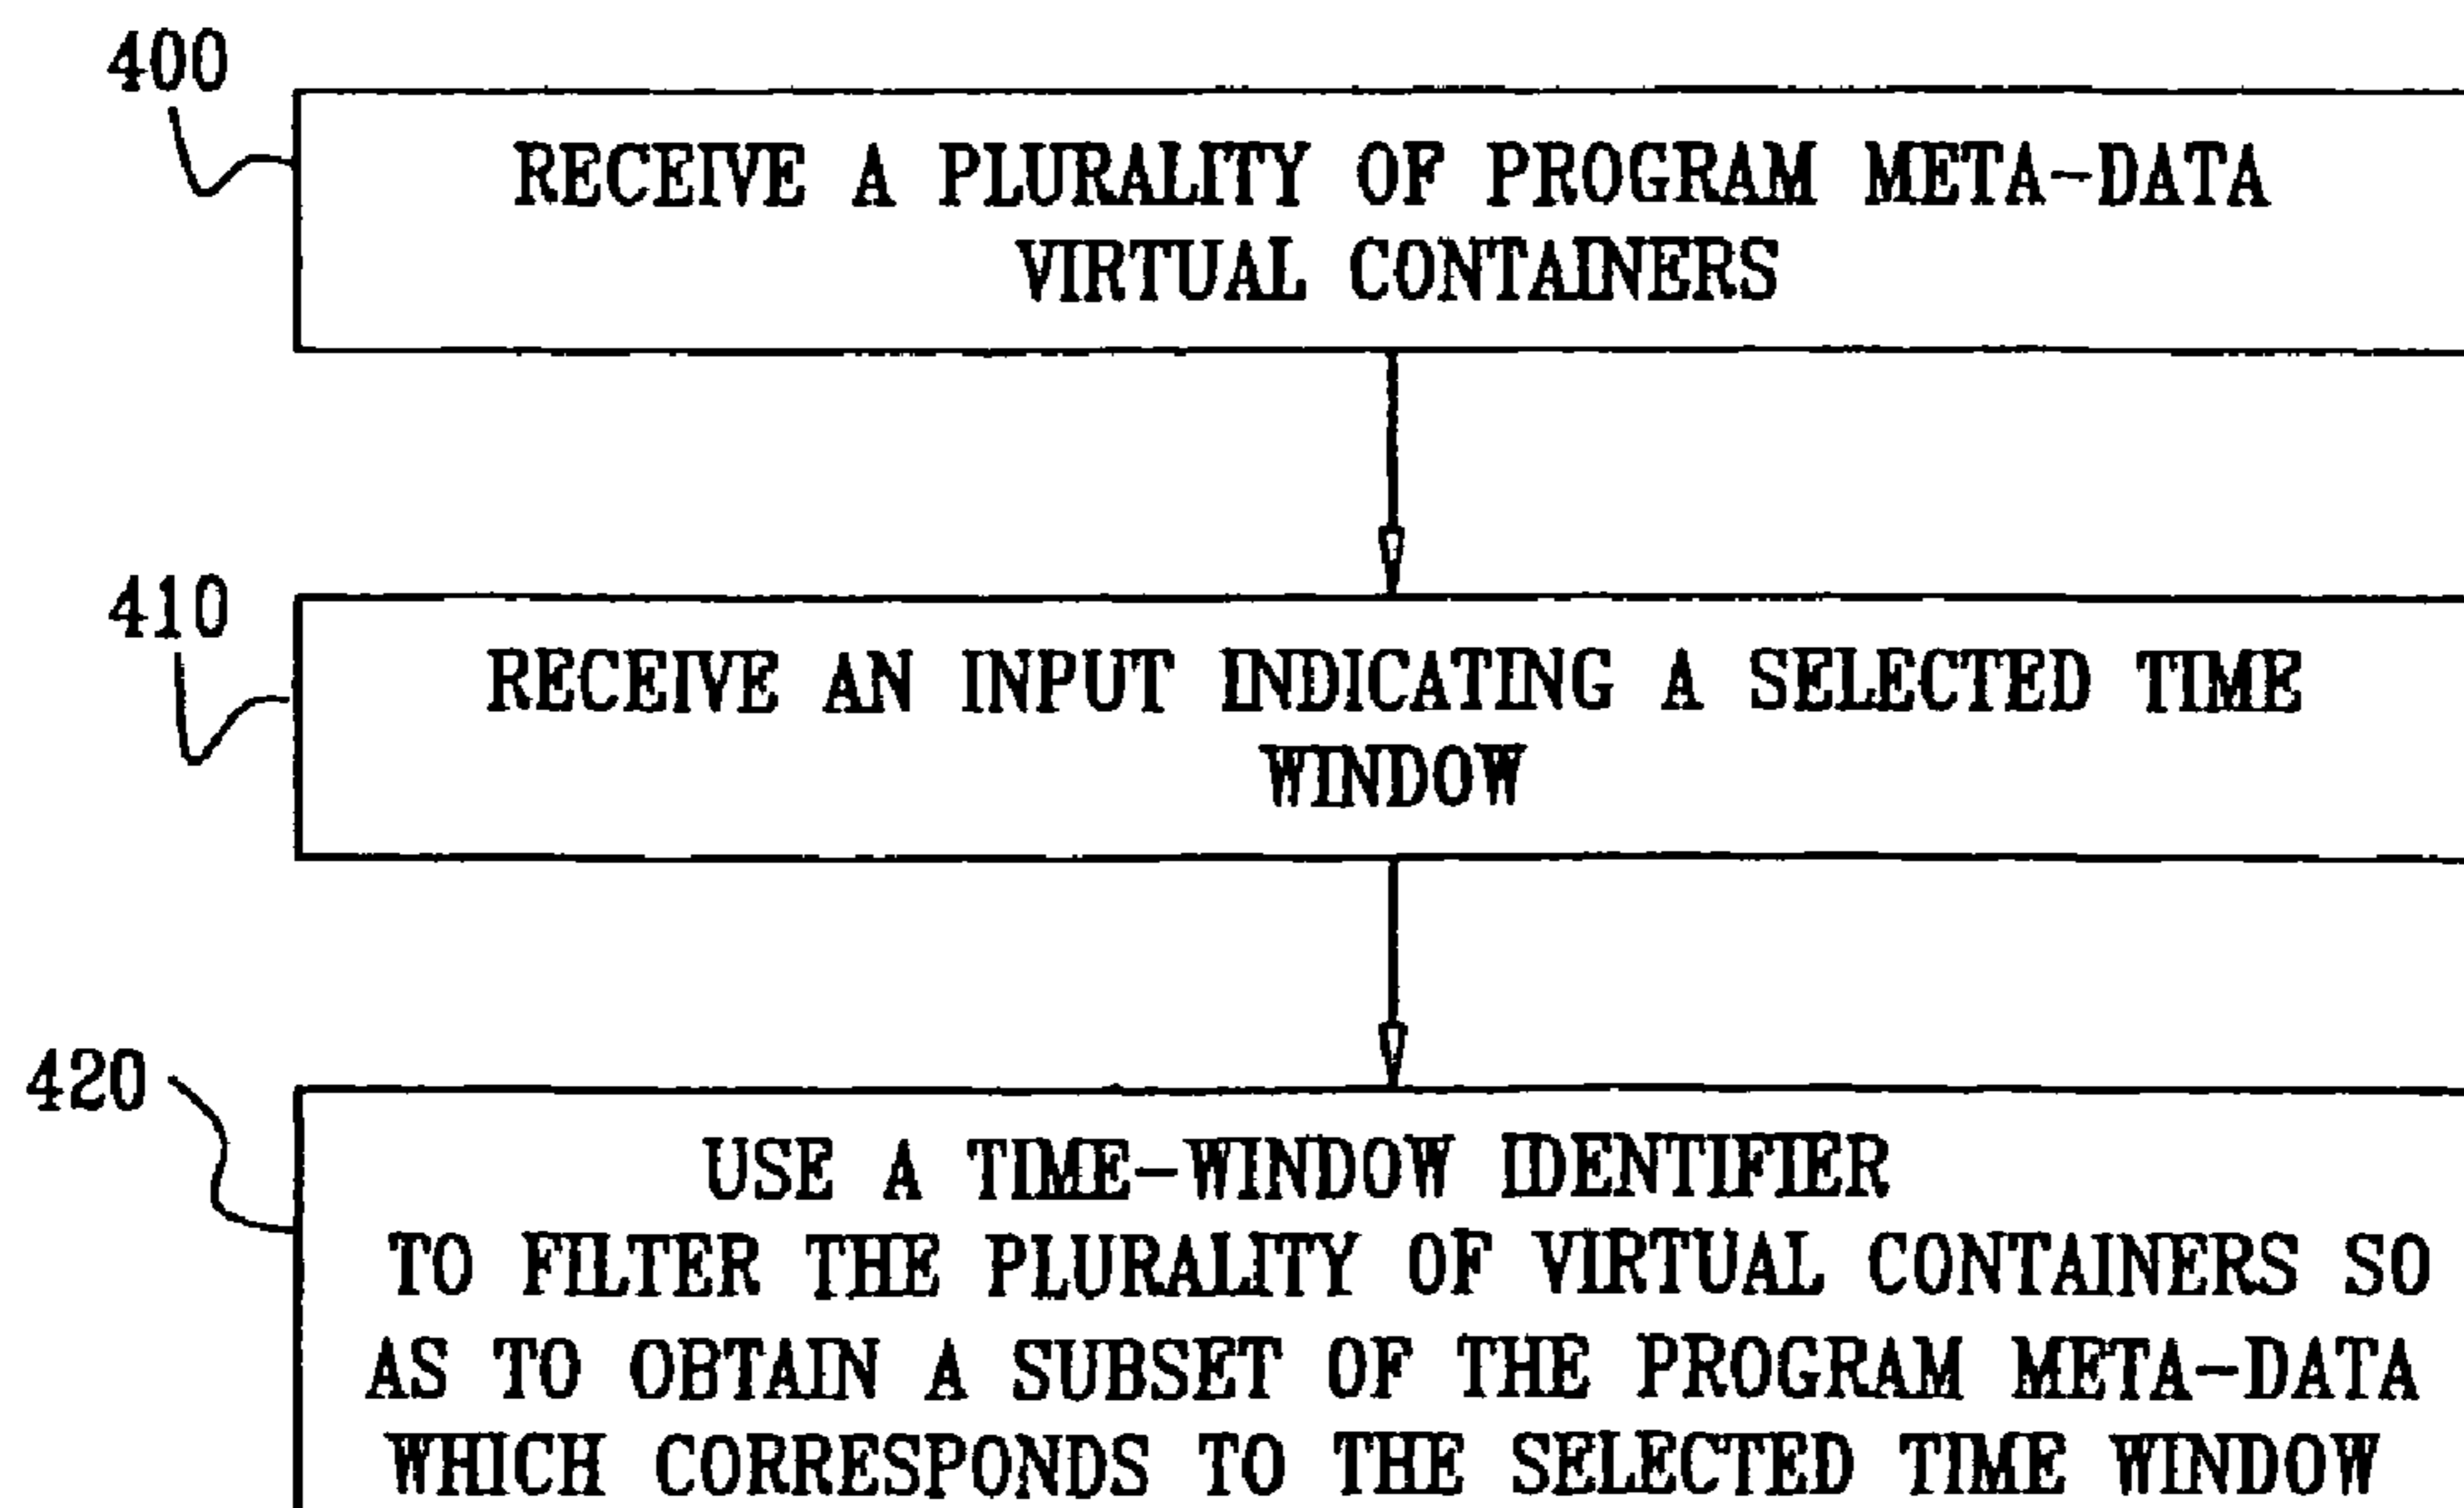 400
RECEIVE A PLURALITY OF PROGRAM META-DATA
VIRTUAL CONTAINERS
410
RECEIVE AN INPUT INDICATING A SELECTED TIME
WINDOW
420
USE A TIME-WINDOW IDENTIFIER
TO FILTER THE PLURALITY OF VIRTUAL CONTAINERS SO
AS TO OBTAIN A SUBSET OF THE PROGRAM META-DATA
WHICH CORRESPONDS TO THE SELECTED TIME WINDOW